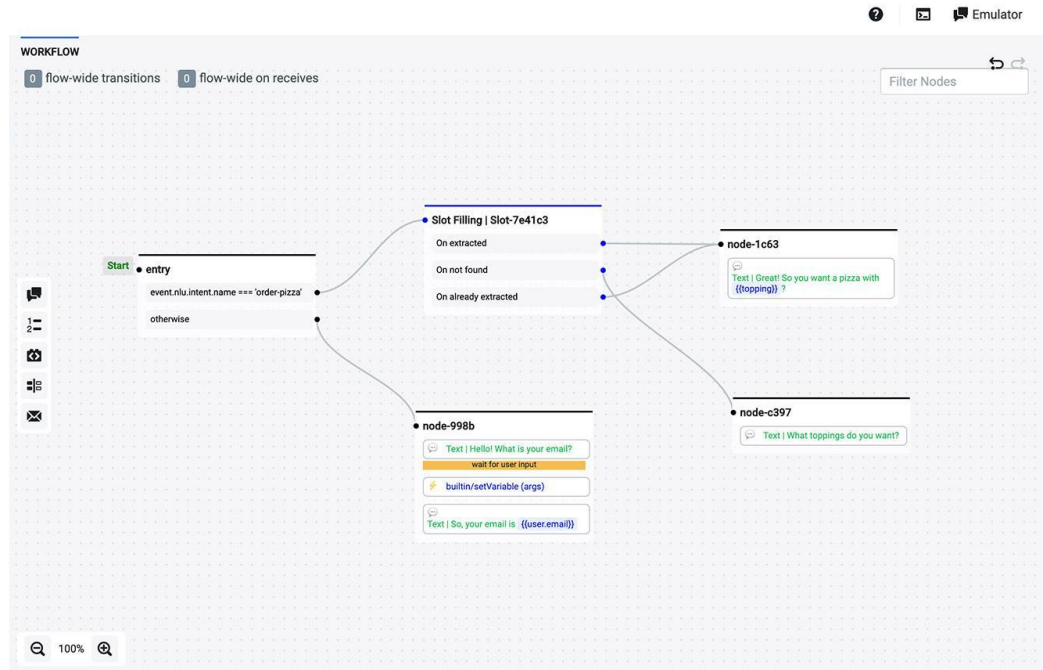 Emulator
WORKFLOW
0 flow-wide transitions 0 flow-wide on receives
Filter Nodes
Slot Filling | Slot-7e41c3
On extracted
On not found
On already extracted
node-1c63
Text | Great! So you want a pizza with
{{topping}} ?
Start
entry
event.nlu.intent.name === 'order-pizza'
otherwise
node-998b
Text | Hello! What is your email?
wait for user input
builtin/setVariable (args)
Text | So, your email is {{user.email}}
node-c397
Text | What toppings do you want?
100%